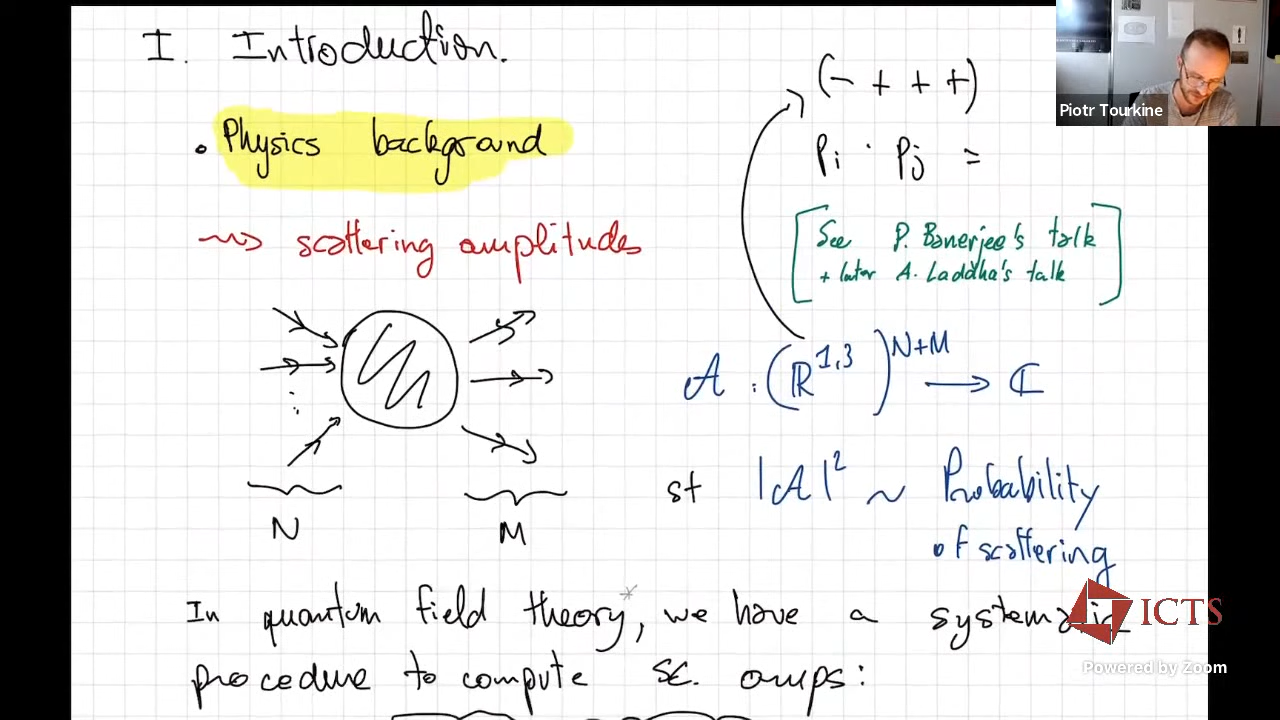 I. Introduction.
• Physics background
⇝ scattering amplitudes
N
M
(- + + +)
Pi · Pj =
[See P. Banerjee's talk
+ later A. Laddha's talk]
A : (ℝ^{1,3})^{N+M} → ℂ
st |A|² ~ Probability
of scattering
In quantum field theory*, we have a systematic
procedure to compute sc. amps:
Piotr Tourkine
ICTS
Powered by Zoom